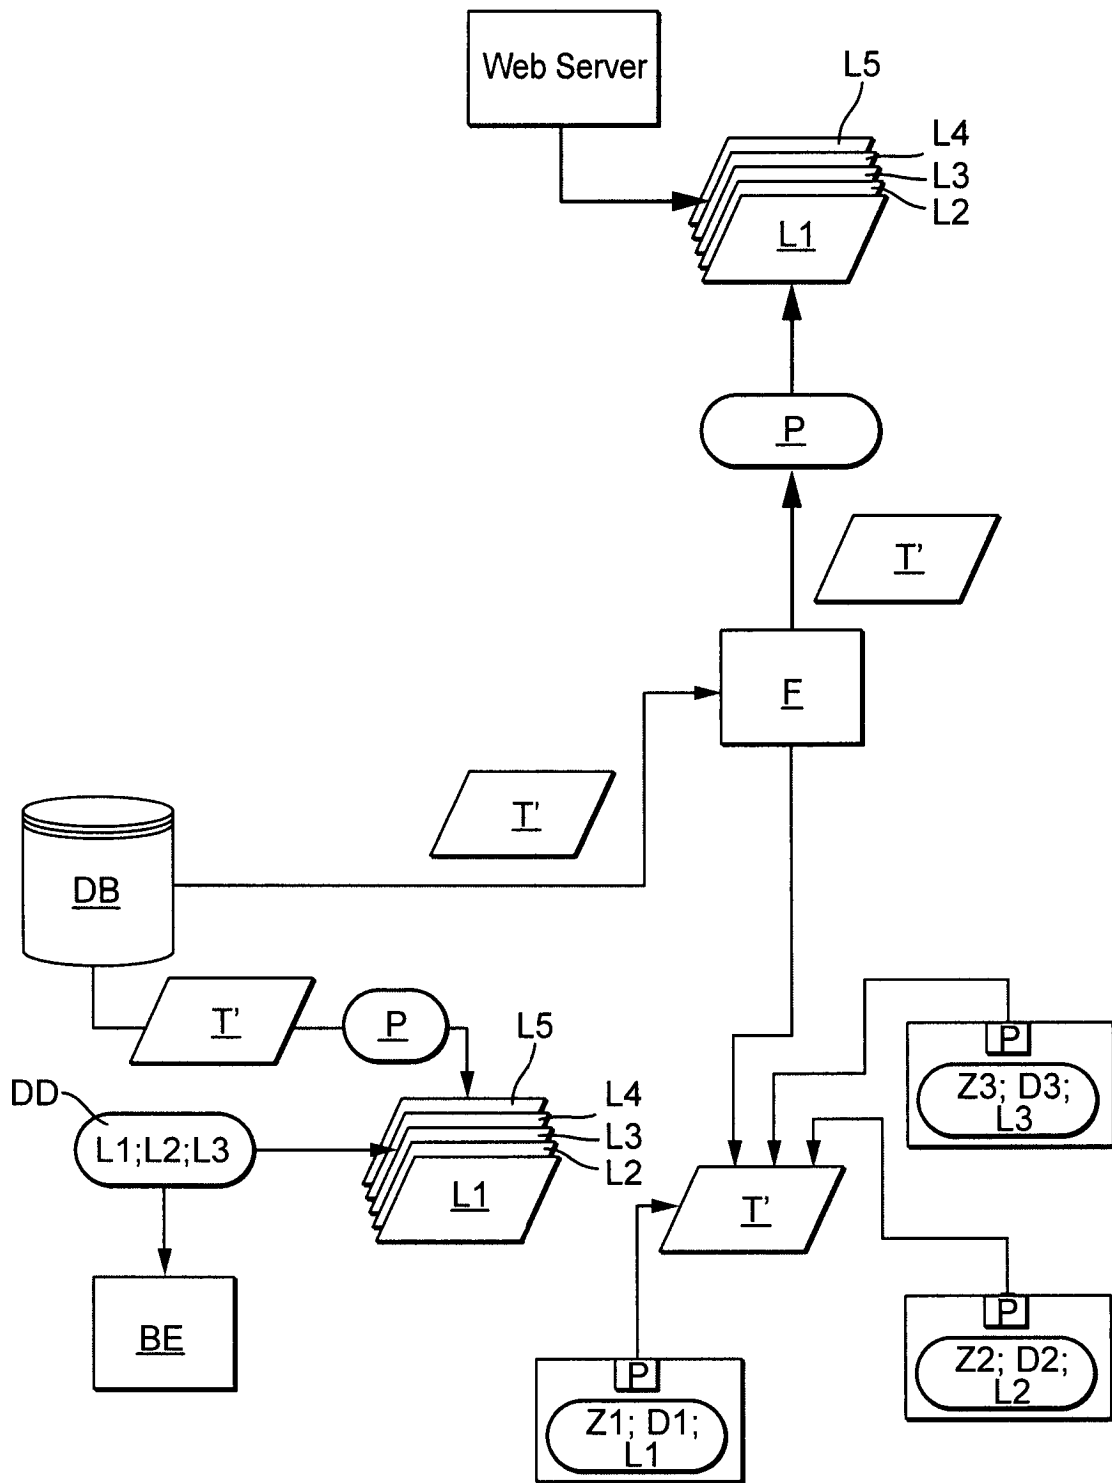 Web Server
L5
L4
L3
L2
L1
P
T'
F
T'
DB
T'
P
L5
DD
L4
L1;L2;L3
L3
L2
L1
BE
T'
P
Z3; D3;
L3
P
Z2; D2;
L2
P
Z1; D1;
L1